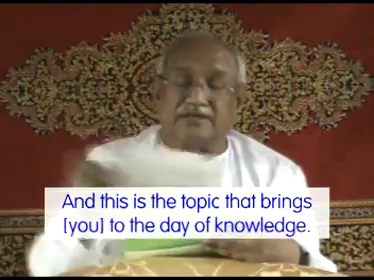 And this is the topic that brings
[you] to the day of knowledge.